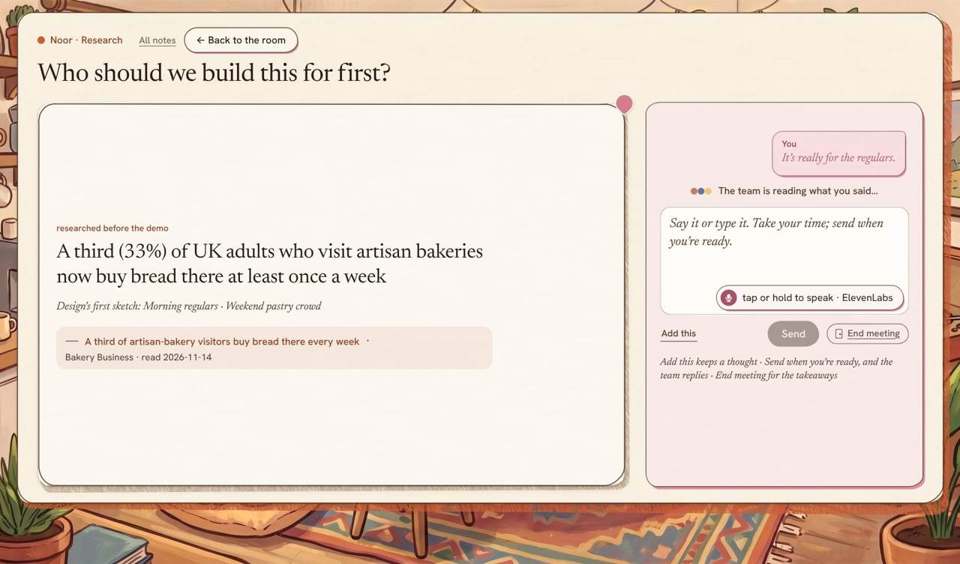 Noor · Research
All notes
← Back to the room
Who should we build this for first?
researched before the demo
A third (33%) of UK adults who visit artisan bakeries
now buy bread there at least once a week
Design's first sketch: Morning regulars · Weekend pastry crowd
— A third of artisan-bakery visitors buy bread there every week ·
Bakery Business · read 2026-11-14
You
It's really for the regulars.
The team is reading what you said…
Say it or type it. Take your time; send when
you're ready.
tap or hold to speak · ElevenLabs
Add this
Send
End meeting
Add this keeps a thought · Send when you're ready, and the
team replies · End meeting for the takeaways